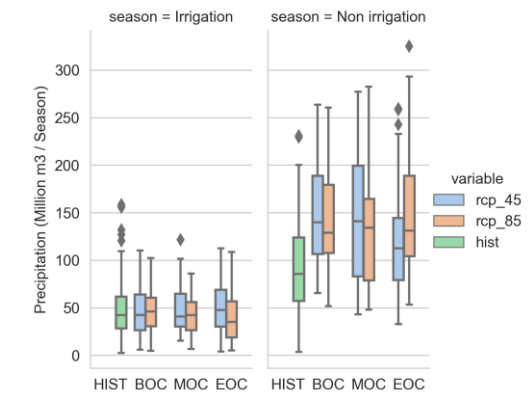 season = Irrigation
season = Non irrigation
Precipitation (Million m3 / Season)
300
250
200
150
100
50
0
HIST BOC MOC EOC
HIST BOC MOC EOC
variable
rcp_45
rcp_85
hist